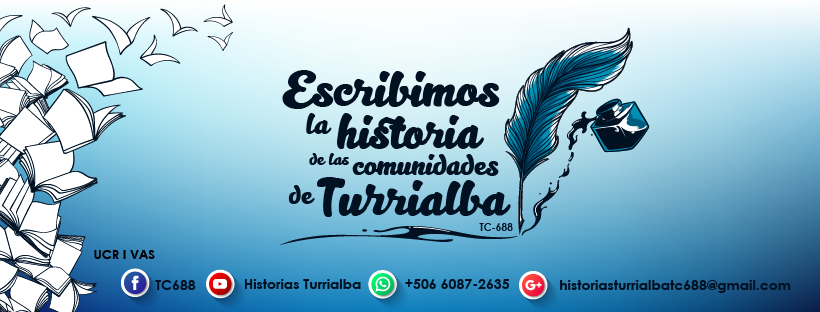 Escribimos
la historia
de las comunidades
de Turrialba
TC-688
UCR I VAS
TC688
Historias Turrialba
+506 6087-2635
historiasturrialbatc688@gmail.com